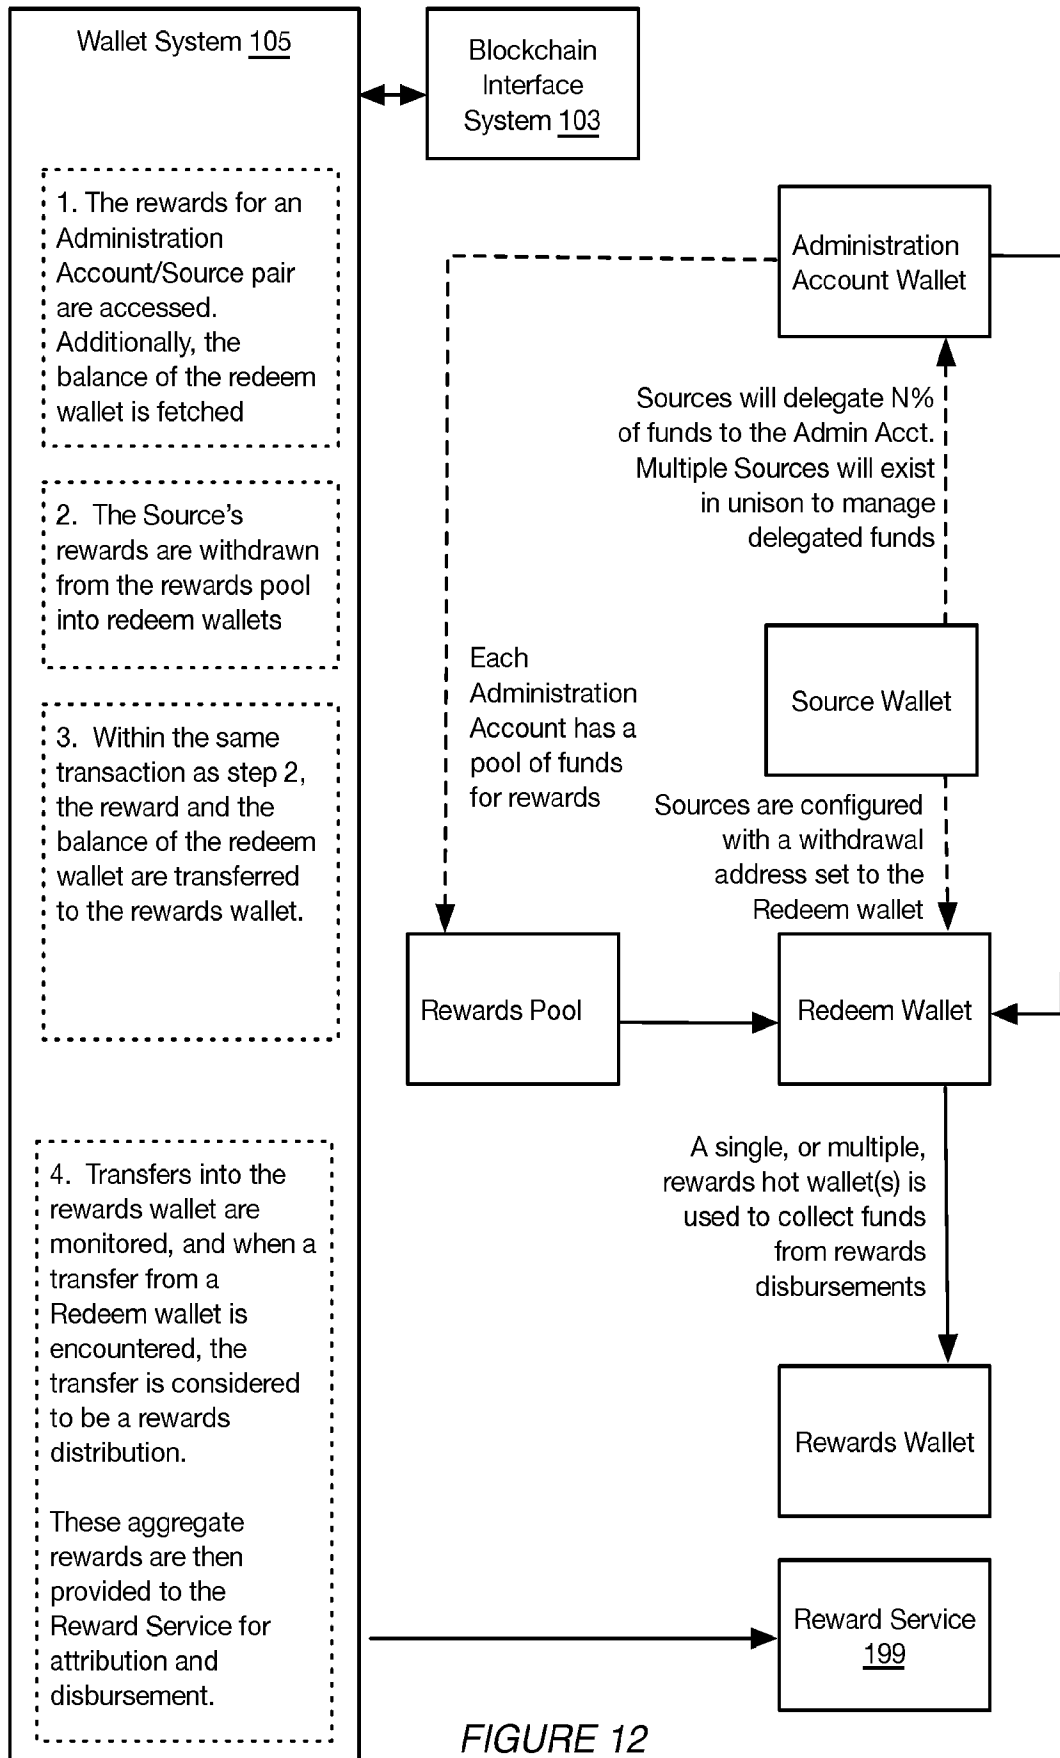 Wallet System 105
Blockchain
Interface
System 103
1. The rewards for an
Administration
Account/Source pair
are accessed.
Additionally, the
balance of the redeem
wallet is fetched
2. The Source’s
rewards are withdrawn
from the rewards pool
into redeem wallets
3. Within the same
transaction as step 2,
the reward and the
balance of the redeem
wallet are transferred
to the rewards wallet.
4. Transfers into the
rewards wallet are
monitored, and when a
transfer from a
Redeem wallet is
encountered, the
transfer is considered
to be a rewards
distribution.
These aggregate
rewards are then
provided to the
Reward Service for
attribution and
disbursement.
Administration
Account Wallet
Sources will delegate N%
of funds to the Admin Acct.
Multiple Sources will exist
in unison to manage
delegated funds
Each
Administration
Account has a
pool of funds
for rewards
Source Wallet
Sources are configured
with a withdrawal
address set to the
Redeem wallet
Rewards Pool
Redeem Wallet
A single, or multiple,
rewards hot wallet(s) is
used to collect funds
from rewards
disbursements
Rewards Wallet
Reward Service
199
FIGURE 12